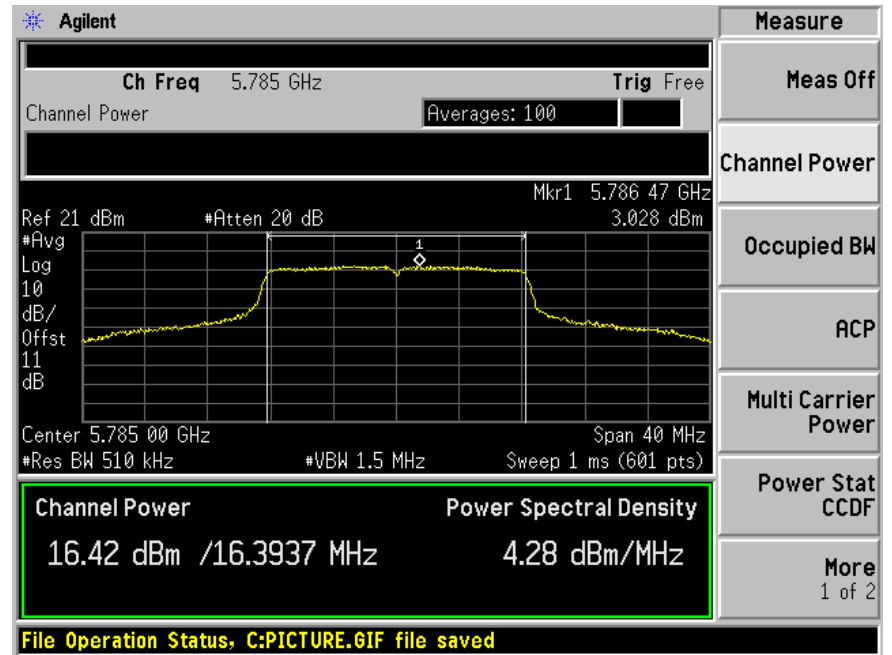 Agilent
Measure
Ch Freq 5.785 GHz Trig Free
Channel Power Averages: 100
Mkr1 5.786 47 GHz
Ref 21 dBm #Atten 20 dB 3.028 dBm
#Avg
Log
10
dB/
Offst
11
dB
1
Center 5.785 00 GHz Span 40 MHz
#Res BW 510 kHz #VBW 1.5 MHz Sweep 1 ms (601 pts)
Channel Power Power Spectral Density
16.42 dBm /16.3937 MHz 4.28 dBm/MHz
File Operation Status, C:PICTURE.GIF file saved
Meas Off
Channel Power
Occupied BW
ACP
Multi Carrier
Power
Power Stat
CCDF
More
1 of 2